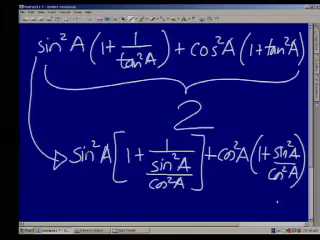 sin²A (1 + 1/tan²A) + cos²A (1 + tan²A)
2
Sin²A [1 + 1/(sin²A/cos²A)] + cos²A (1 + sin²A/cos²A)